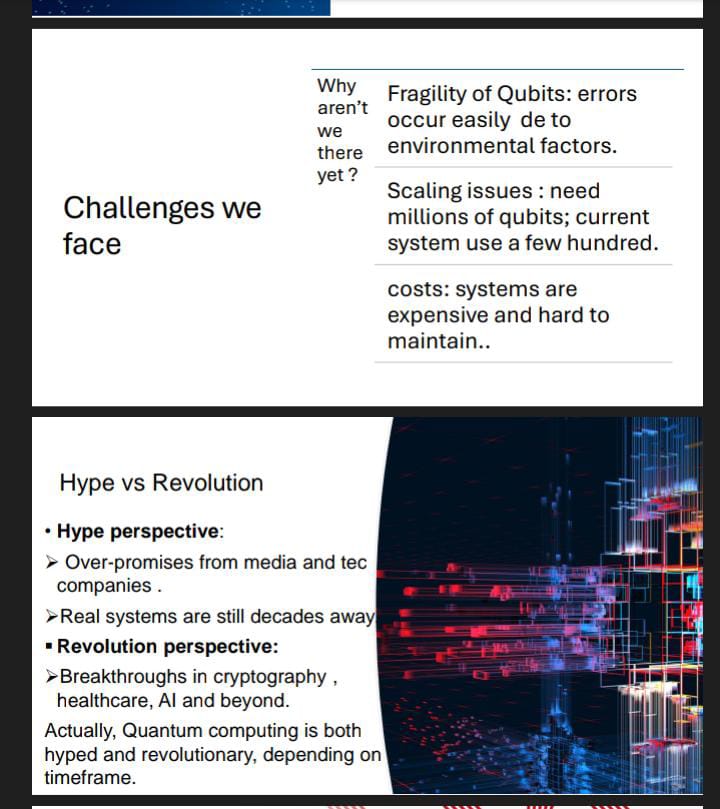 Challenges we
face
Why
aren’t
we
there
yet ?
Fragility of Qubits: errors
occur easily  de to
environmental factors.
Scaling issues : need
millions of qubits; current
system use a few hundred.
costs: systems are
expensive and hard to
maintain..
Hype vs Revolution
• Hype perspective:
➢ Over-promises from media and tec
companies .
➢Real systems are still decades away
▪ Revolution perspective:
➢Breakthroughs in cryptography ,
healthcare, AI and beyond.
Actually, Quantum computing is both
hyped and revolutionary, depending on
timeframe.